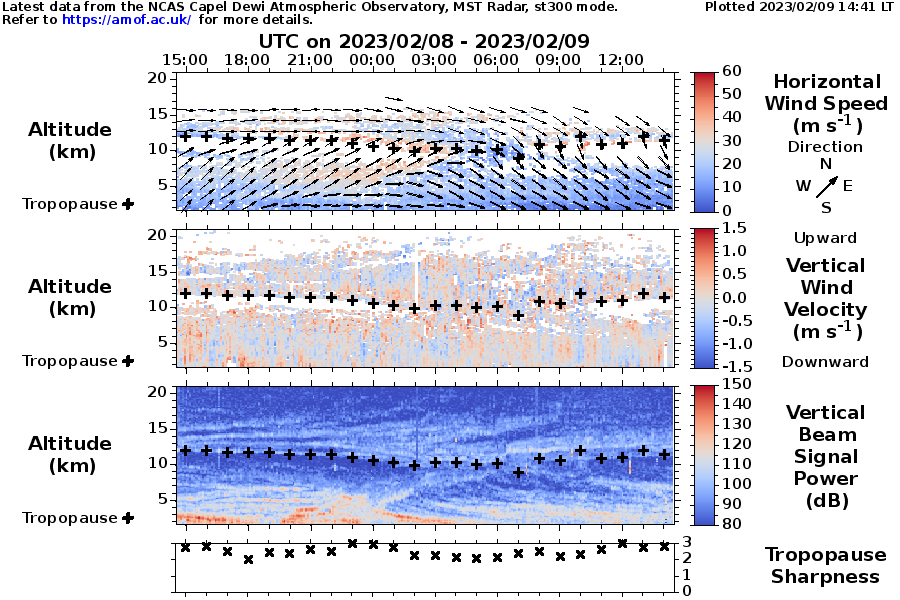 Latest data from the NCAS Capel Dewi Atmospheric Observatory, MST Radar, st300 mode.
Plotted 2023/02/09 14:41 LT
Refer to https://amof.ac.uk/ for more details.
UTC on 2023/02/08 - 2023/02/09
15:00 18:00 21:00 00:00 03:00 06:00 09:00 12:00
Altitude
(km)
Tropopause
20
15
10
5
60
50
40
30
20
10
0
Horizontal
Wind Speed
(m s-1)
Direction
N
W E
S
Altitude
(km)
Tropopause
20
15
10
5
1.5
1.0
0.5
0.0
-0.5
-1.0
-1.5
Upward
Vertical
Wind
Velocity
(m s-1)
Downward
Altitude
(km)
Tropopause
20
15
10
5
150
140
130
120
110
100
90
80
Vertical
Beam
Signal
Power
(dB)
3
2
1
0
Tropopause
Sharpness